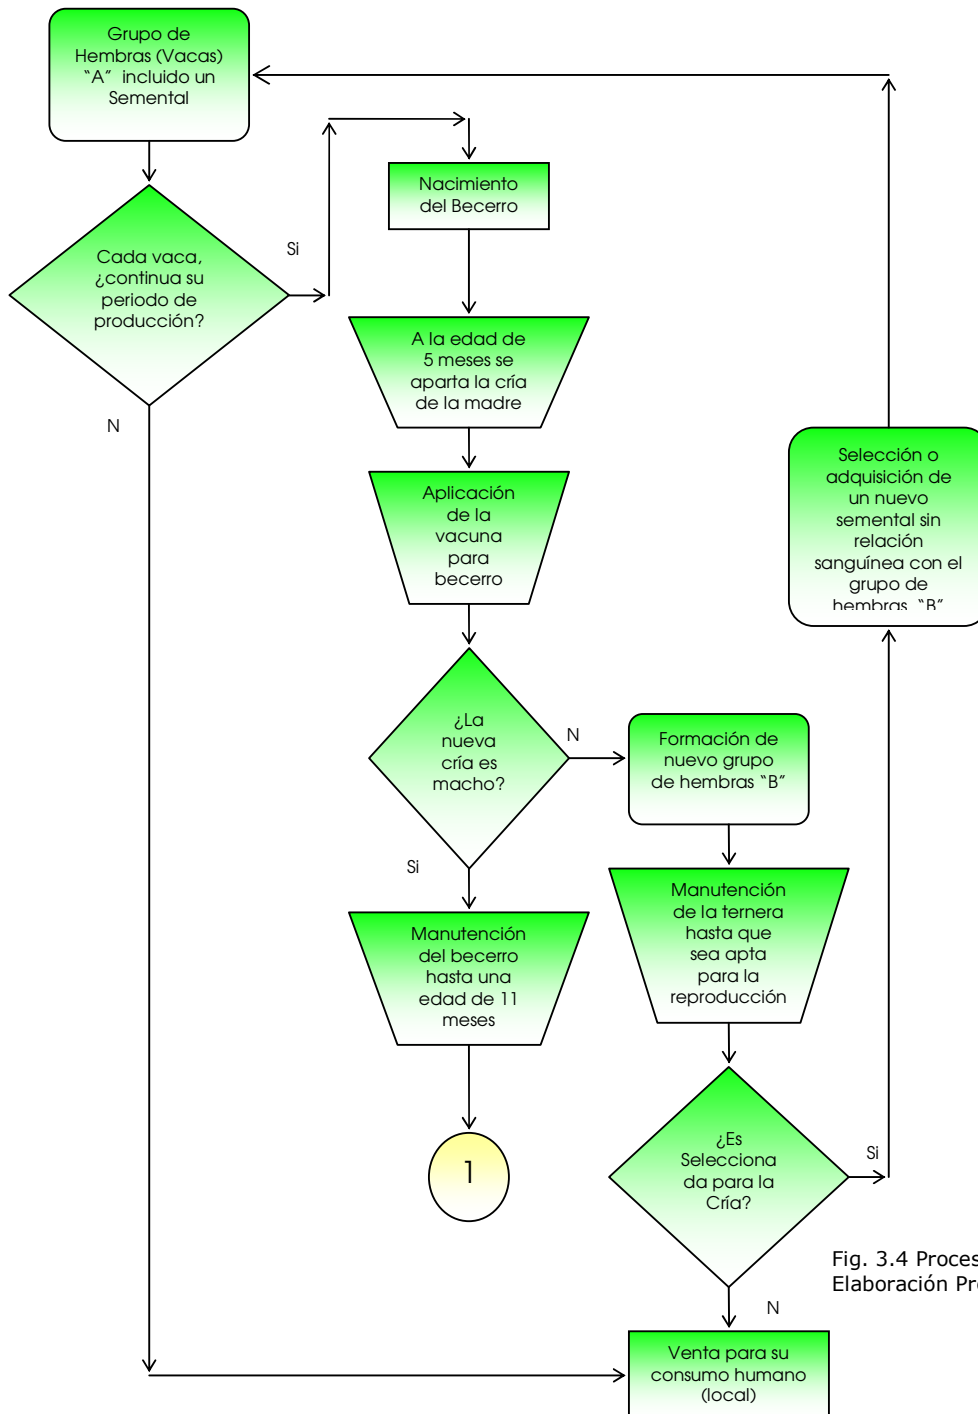 Grupo de
Hembras (Vacas)
"A" incluido un
Semental
Cada vaca,
¿continua su
periodo de
producción?
Si
N
Nacimiento
del Becerro
A la edad de
5 meses se
aparta la cría
de la madre
Aplicación
de la
vacuna
para
becerro
¿La
nueva
cría es
macho?
N
Si
Formación de
nuevo grupo
de hembras "B"
Manutención
del becerro
hasta una
edad de 11
meses
1
Manutención
de la ternera
hasta que
sea apta
para la
reproducción
¿Es
Selecciona
da para la
Cría?
Si
N
Selección o
adquisición de
un nuevo
semental sin
relación
sanguínea con el
grupo de
hembras "B"
Venta para su
consumo humano
(local)
Fig. 3.4 Proces
Elaboración Pr